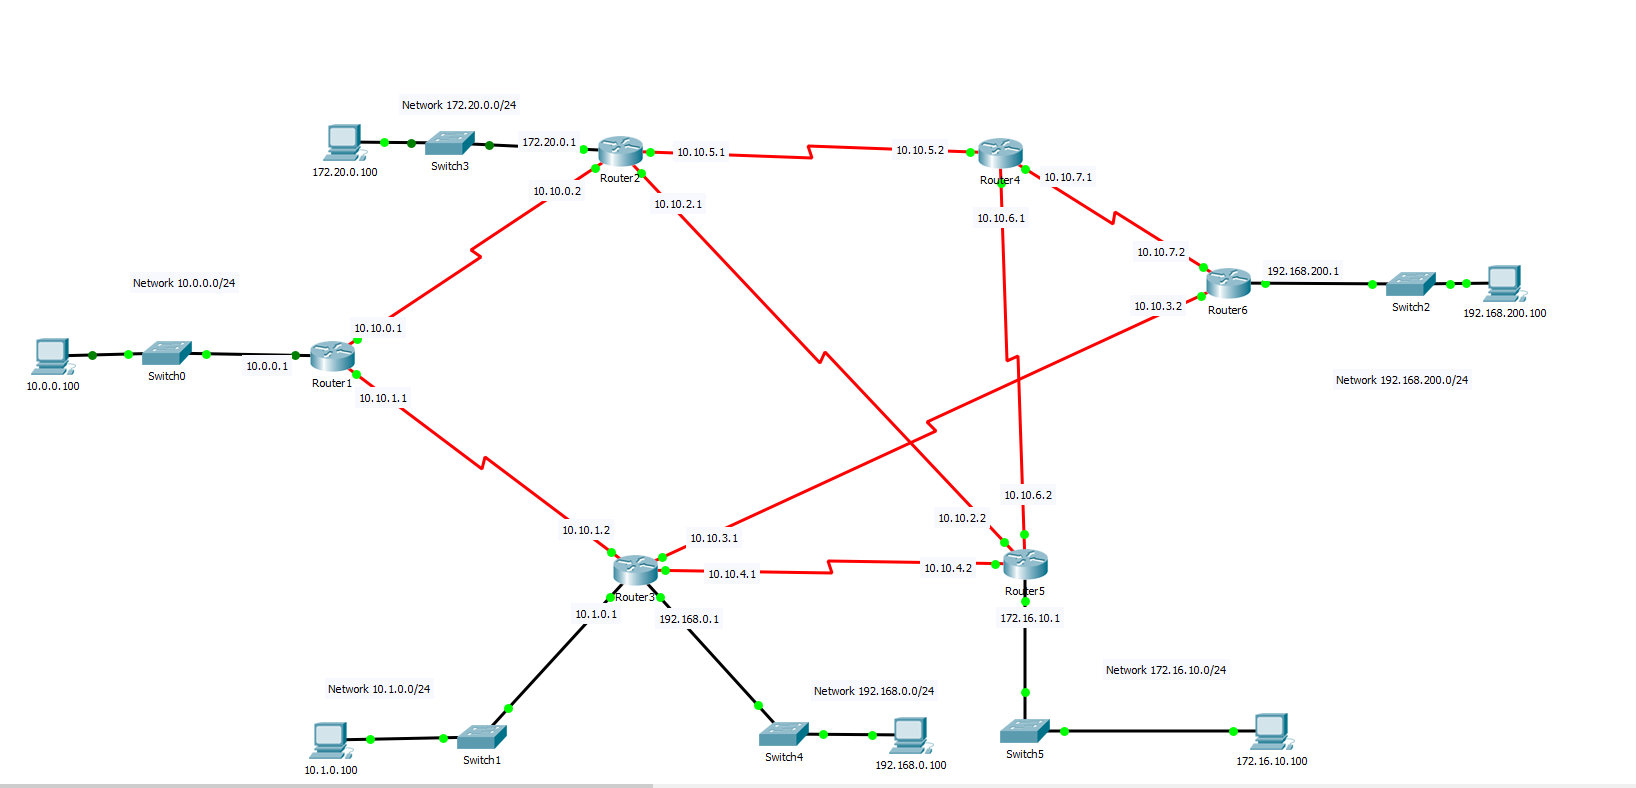 Network 172.20.0.0/24
172.20.0.100
Switch3
172.20.0.1
Router2
10.10.5.1
10.10.5.2
Router4
10.10.7.1
10.10.0.2
10.10.2.1
10.10.6.1
10.10.7.2
192.168.200.1
Network 10.0.0.0/24
10.10.3.2
Router6
Switch2
192.168.200.100
10.10.0.1
10.0.0.100
Switch0
10.0.0.1
Router1
Network 192.168.200.0/24
10.10.1.1
10.10.6.2
10.10.2.2
10.10.1.2
10.10.3.1
10.10.4.1
10.10.4.2
Router3
Router5
10.1.0.1
192.168.0.1
172.16.10.1
Network 172.16.10.0/24
Network 10.1.0.0/24
Network 192.168.0.0/24
10.1.0.100
Switch1
Switch4
192.168.0.100
Switch5
172.16.10.100